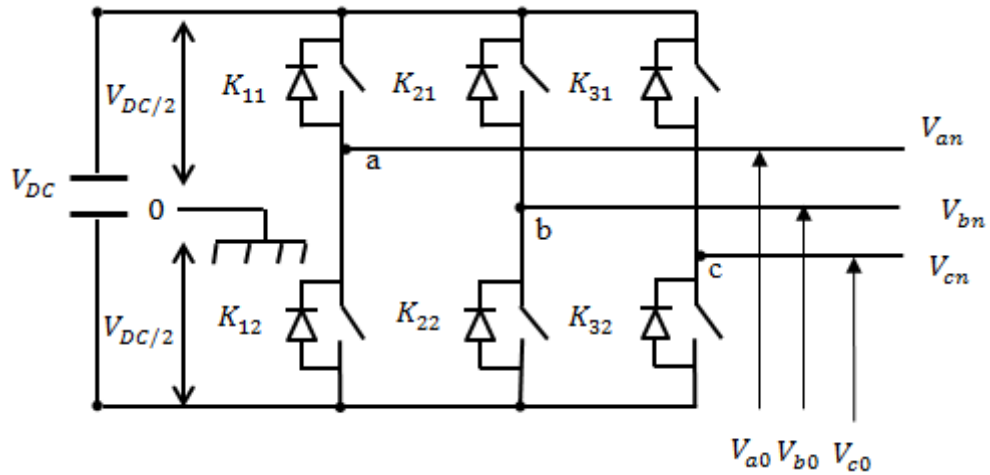 V_{DC/2} K_{11} K_{21} K_{31}
V_{an}
a
V_{DC} 0
b V_{bn}
c V_{cn}
V_{DC/2} K_{12} K_{22} K_{32}
V_{a0} V_{b0} V_{c0}